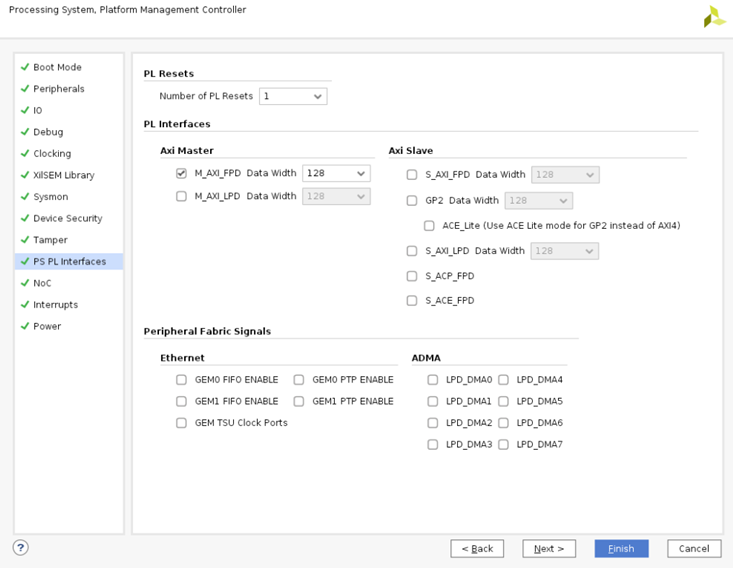 Processing System, Platform Management Controller
Boot Mode
Peripherals
IO
Debug
Clocking
XilSEM Library
Sysmon
Device Security
Tamper
PS PL Interfaces
NoC
Interrupts
Power
PL Resets
Number of PL Resets 1
PL Interfaces
Axi Master
M_AXI_FPD Data Width 128
M_AXI_LPD Data Width 128
Axi Slave
S_AXI_FPD Data Width 128
GP2 Data Width 128
ACE_Lite (Use ACE Lite mode for GP2 instead of AXI4)
S_AXI_LPD Data Width 128
S_ACP_FPD
S_ACE_FPD
Peripheral Fabric Signals
Ethernet
GEM0 FIFO ENABLE GEM0 PTP ENABLE
GEM1 FIFO ENABLE GEM1 PTP ENABLE
GEM TSU Clock Ports
ADMA
LPD_DMA0 LPD_DMA4
LPD_DMA1 LPD_DMA5
LPD_DMA2 LPD_DMA6
LPD_DMA3 LPD_DMA7
? < Back Next > Finish Cancel